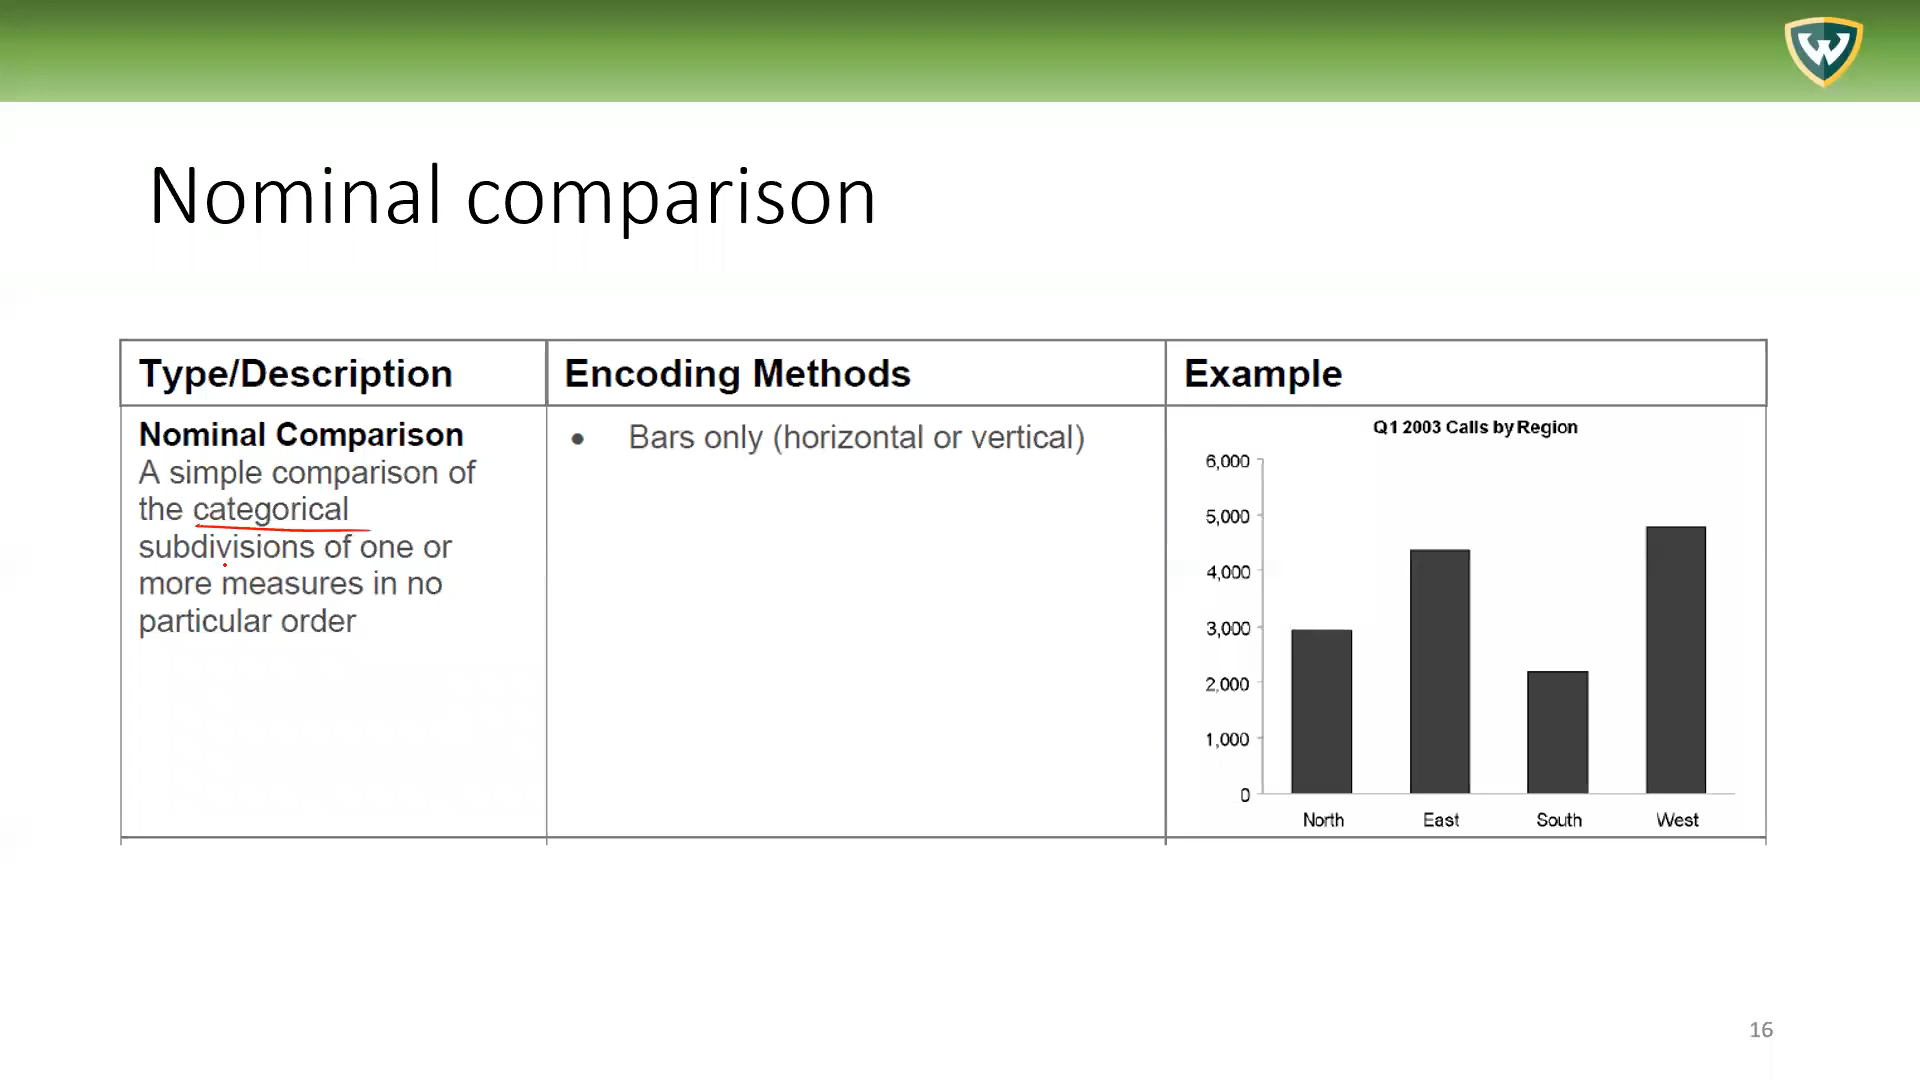 Nominal comparison
Type/Description
Encoding Methods
Example
Nominal Comparison
A simple comparison of
the categorical
subdivisions of one or
more measures in no
particular order
• Bars only (horizontal or vertical)
Q1 2003 Calls by Region
6,000
5,000
4,000
3,000
2,000
1,000
0
North East South West
16